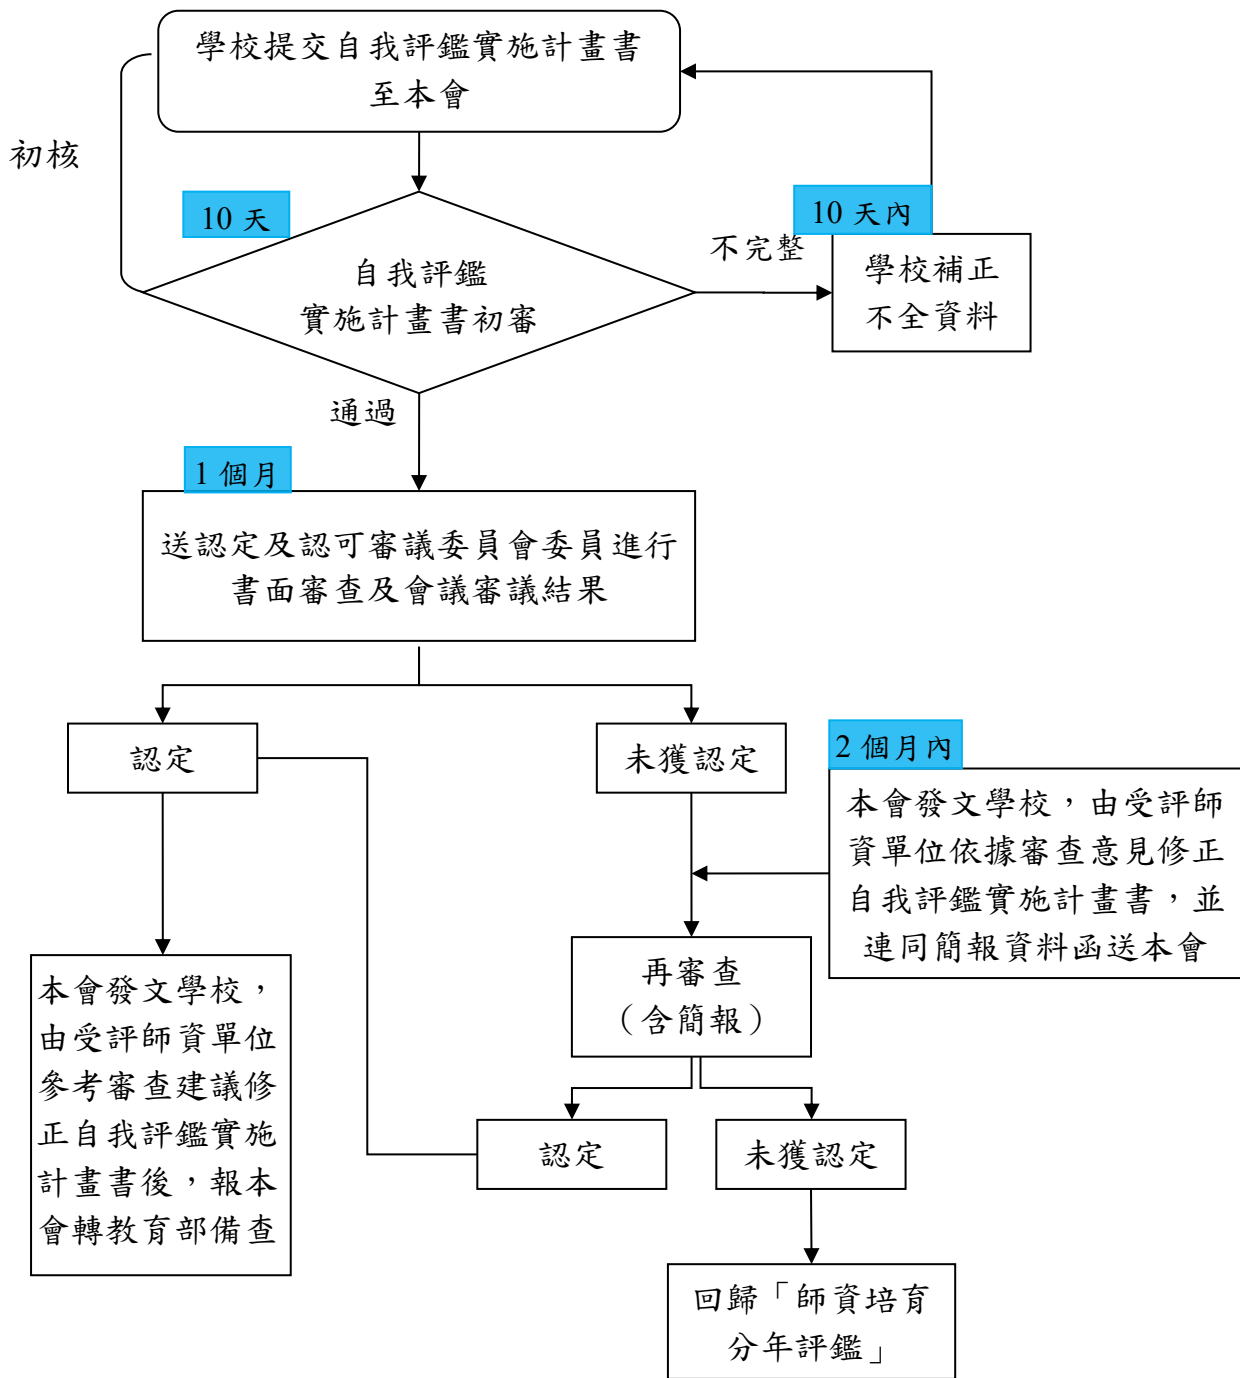 學校提交自我評鑑實施計畫書
至本會
初核
10 天
10 天內
不完整
自我評鑑
實施計畫書初審
學校補正
不全資料
通過
1 個月
送認定及認可審議委員會委員進行
書面審查及會議審議結果
認定
未獲認定
2 個月內
本會發文學校，由受評師
資單位依據審查意見修正
自我評鑑實施計畫書，並
連同簡報資料函送本會
再審查
（含簡報）
本會發文學校，
由受評師資單位
參考審查建議修
正自我評鑑實施
計畫書後，報本
會轉教育部備查
認定
未獲認定
回歸「師資培育
分年評鑑」